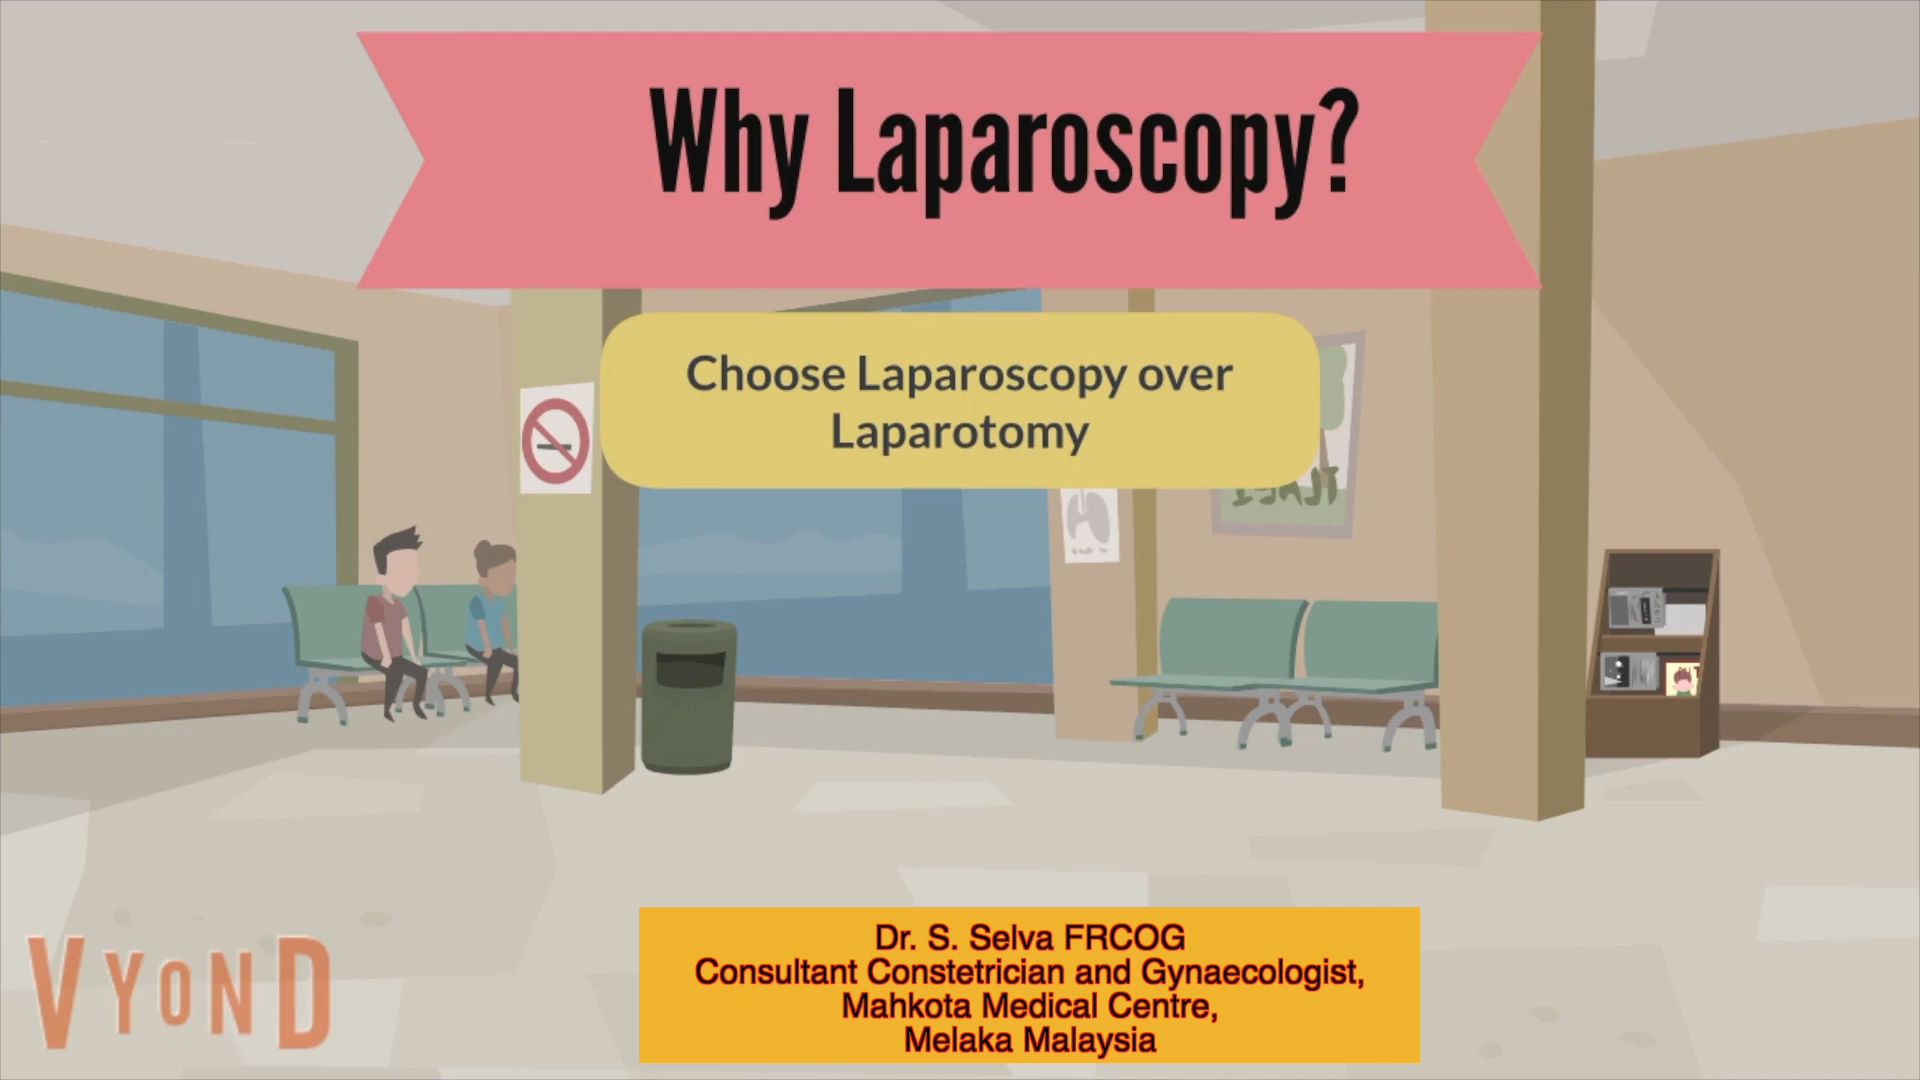 Why Laparoscopy?
Choose Laparoscopy over
Laparotomy
VYOND
Dr. S. Selva FRCOG
Consultant Constetrician and Gynaecologist,
Mahkota Medical Centre,
Melaka Malaysia